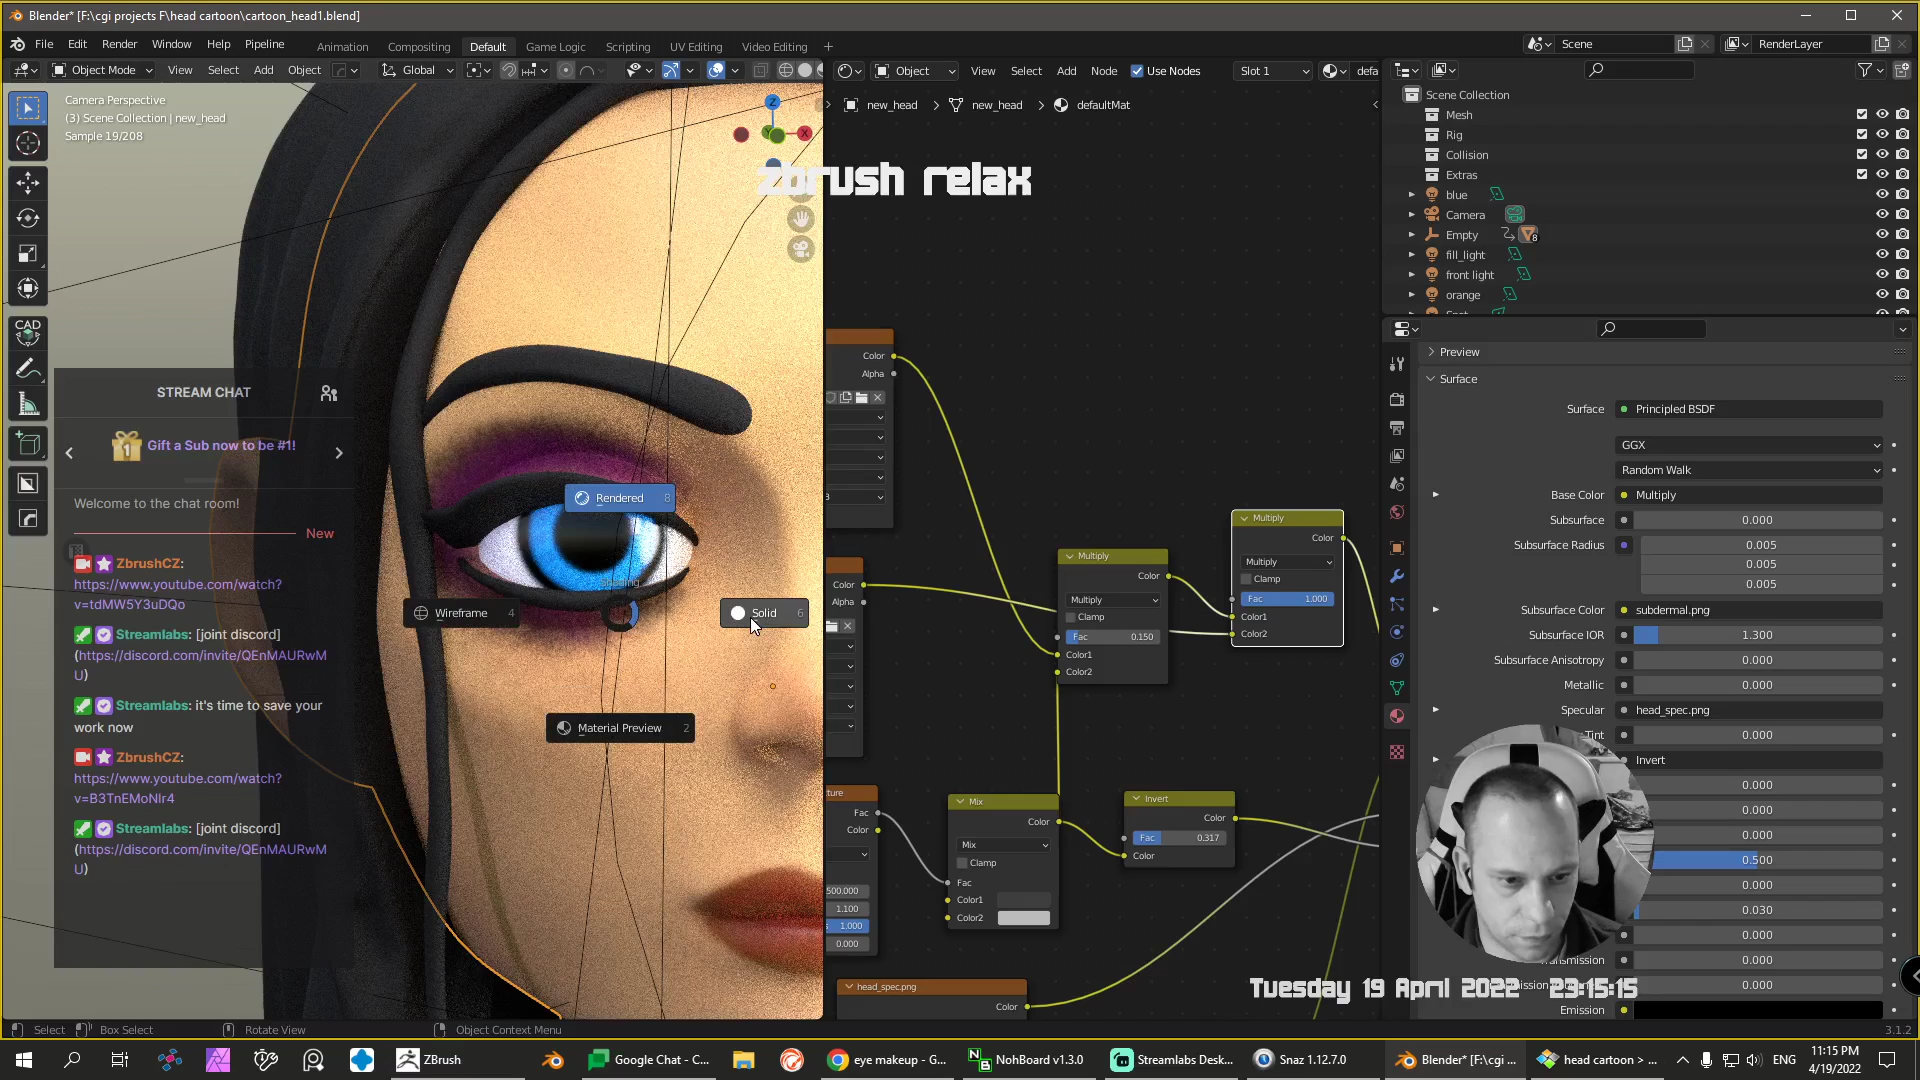 Blender* [F:\cgi projects F\head cartoon\cartoon_head1.blend]
File Edit Render Window Help Pipeline
Animation Compositing Default Game Logic Scripting UV Editing Video Editing +
Scene
RenderLayer
Object Mode View Select Add Object
Global
Object View Select Add Node Use Nodes Slot 1 defa
Camera Perspective
(3) Scene Collection | new_head
Sample 19/208
Z
X
Y
new_head > new_head > defaultMat
zbrush relax
CAD
STREAM CHAT
1
Gift a Sub now to be #1!
Welcome to the chat room!
New
ZbrushCZ:
https://www.youtube.com/watch?
v=tdMW5Y3uDQo
Streamlabs: [joint discord]
(https://discord.com/invite/QEnMAURwM
U)
Streamlabs: it's time to save your
work now
ZbrushCZ:
https://www.youtube.com/watch?
v=B3TnEMoNlr4
Streamlabs: [joint discord]
(https://discord.com/invite/QEnMAURwM
U)
Rendered 8
Shading
Wireframe 4
Solid 6
Material Preview 2
Color
Alpha
Color
Alpha
Multiply
Color
Multiply
Clamp
Fac 0.150
Color1
Color2
Multiply
Color
Multiply
Clamp
Fac 1.000
Color1
Color2
ture
Fac
Color
500.000
1.100
1.000
0.000
Mix
Color
Mix
Clamp
Fac
Color1
Color2
Invert
Color
Fac 0.317
Color
head_spec.png
Color
Scene Collection
Mesh
Rig
Collision
Extras
blue
Camera
Empty 8
fill_light
front light
orange
Preview
Surface
Surface Principled BSDF
GGX
Random Walk
Base Color Multiply
Subsurface 0.000
Subsurface Radius 0.005
0.005
0.005
Subsurface Color subdermal.png
Subsurface IOR 1.300
Subsurface Anisotropy 0.000
Metallic 0.000
Specular head_spec.png
Tint 0.000
Invert
0.000
0.000
0.000
0.500
0.000
0.030
0.000
0.000
0.000
Emission
Tuesday 19 April 2022 23:15:15
Select Box Select Rotate View Object Context Menu
3.1.2
ZBrush
Google Chat - C...
eye makeup - G...
NohBoard v1.3.0
Streamlabs Desk...
Snaz 1.12.7.0
Blender* [F:\cgi ...
head cartoon > ...
ENG
11:15 PM
4/19/2022